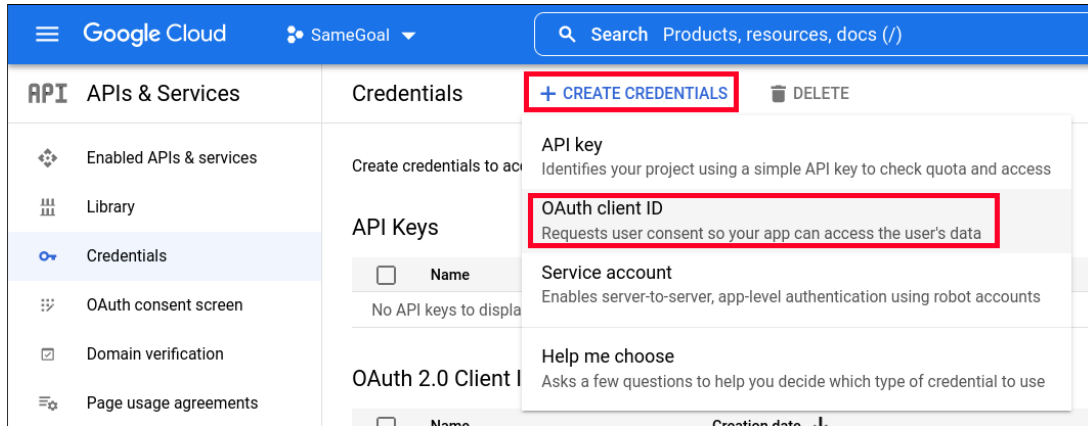 Google Cloud
SameGoal
Search Products, resources, docs (/)
API APIs & Services
Credentials
+ CREATE CREDENTIALS
DELETE
Enabled APIs & services
Library
Credentials
OAuth consent screen
Domain verification
Page usage agreements
Create credentials to
API Keys
Name
No API keys to
OAuth 2.0 Client
Name
Creation date
API key
Identifies your project using a simple API key to check quota and access
OAuth client ID
Requests user consent so your app can access the user's data
Service account
Enables server-to-server, app-level authentication using robot accounts
Help me choose
Asks a few questions to help you decide which type of credential to use